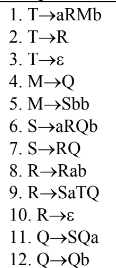 1. T→aRMb
2. T→R
3. T→ε
4. M→Q
5. M→Sbb
6. S→aRQb
7. S→RQ
8. R→Rab
9. R→SaTQ
10. R→ε
11. Q→SQa
12. Q→Qb